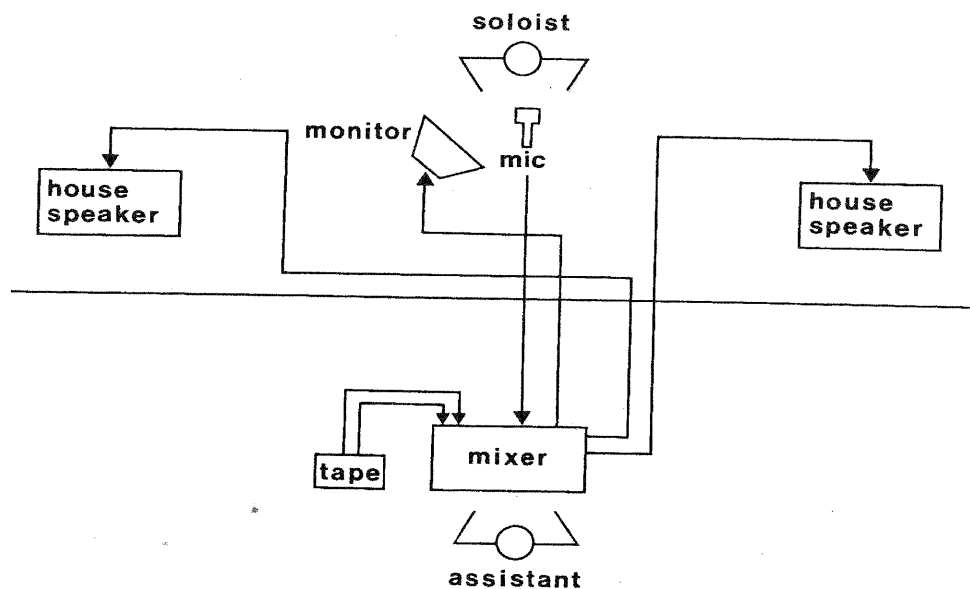 soloist
monitor
mic
house
speaker
house
speaker
tape
mixer
assistant